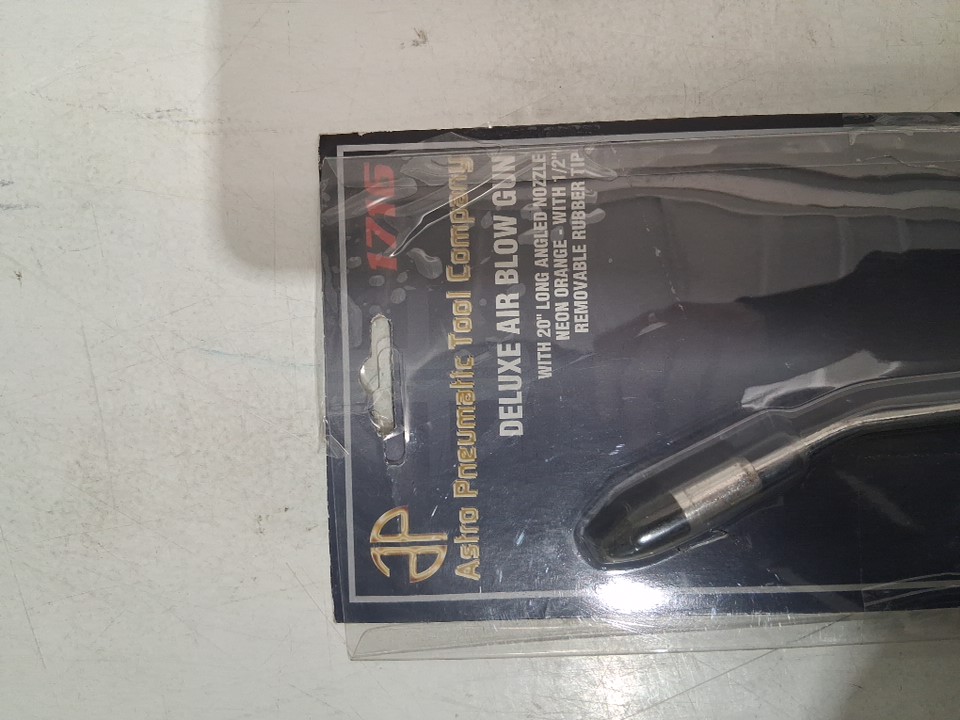 1716
AP
Astro Pneumatic Tool Company
DELUXE AIR BLOW GUN
WITH 20" LONG ANGLED NOZZLE
NEON ORANGE - WITH 1/2"
REMOVABLE RUBBER TIP